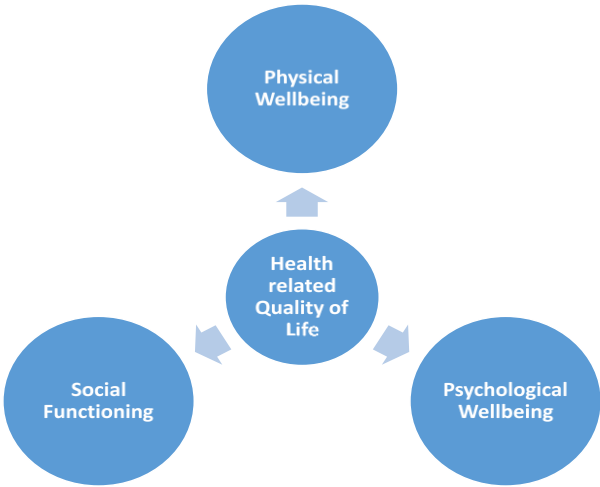 Physical
Wellbeing
Health
related
Quality of
Life
Social
Functioning
Psychological
Wellbeing